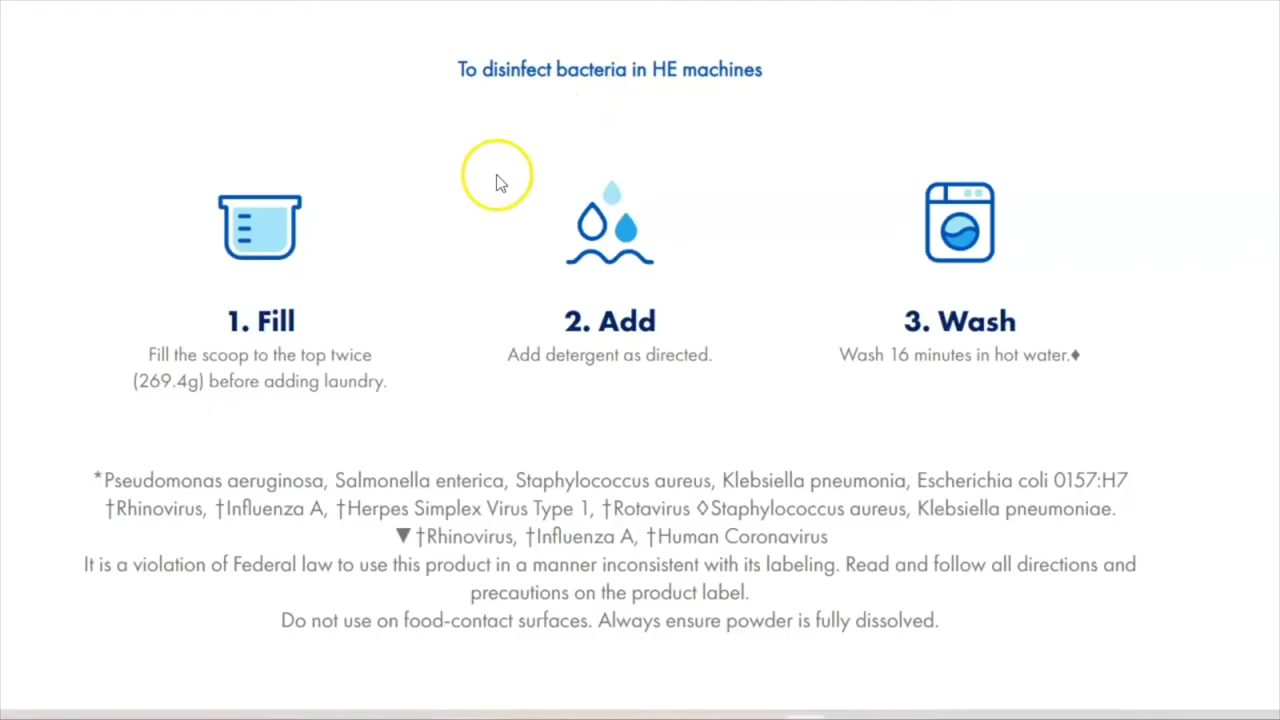 To disinfect bacteria in HE machines
1. Fill
Fill the scoop to the top twice
(269.4g) before adding laundry.
2. Add
Add detergent as directed.
3. Wash
Wash 16 minutes in hot water.♦
*Pseudomonas aeruginosa, Salmonella enterica, Staphylococcus aureus, Klebsiella pneumonia, Escherichia coli 0157:H7
†Rhinovirus, †Influenza A, †Herpes Simplex Virus Type 1, †Rotavirus ◊Staphylococcus aureus, Klebsiella pneumoniae.
▼†Rhinovirus, †Influenza A, †Human Coronavirus
It is a violation of Federal law to use this product in a manner inconsistent with its labeling. Read and follow all directions and
precautions on the product label.
Do not use on food-contact surfaces. Always ensure powder is fully dissolved.